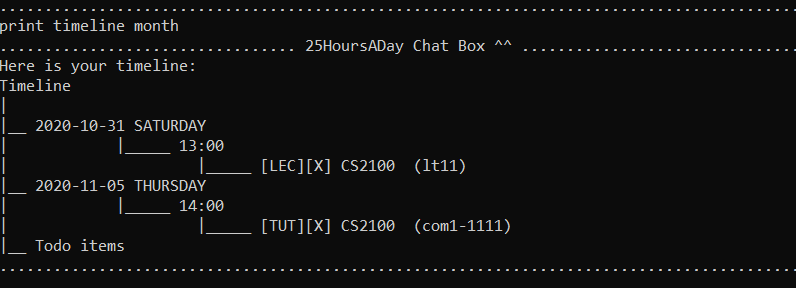 print timeline month
25HoursADay Chat Box ^^
Here is your timeline:
Timeline
|
|__ 2020-10-31 SATURDAY
|            |_____ 13:00
|                     |_____ [LEC][X] CS2100  (lt11)
|__ 2020-11-05 THURSDAY
|            |_____ 14:00
|                     |_____ [TUT][X] CS2100  (com1-1111)
|__ Todo items